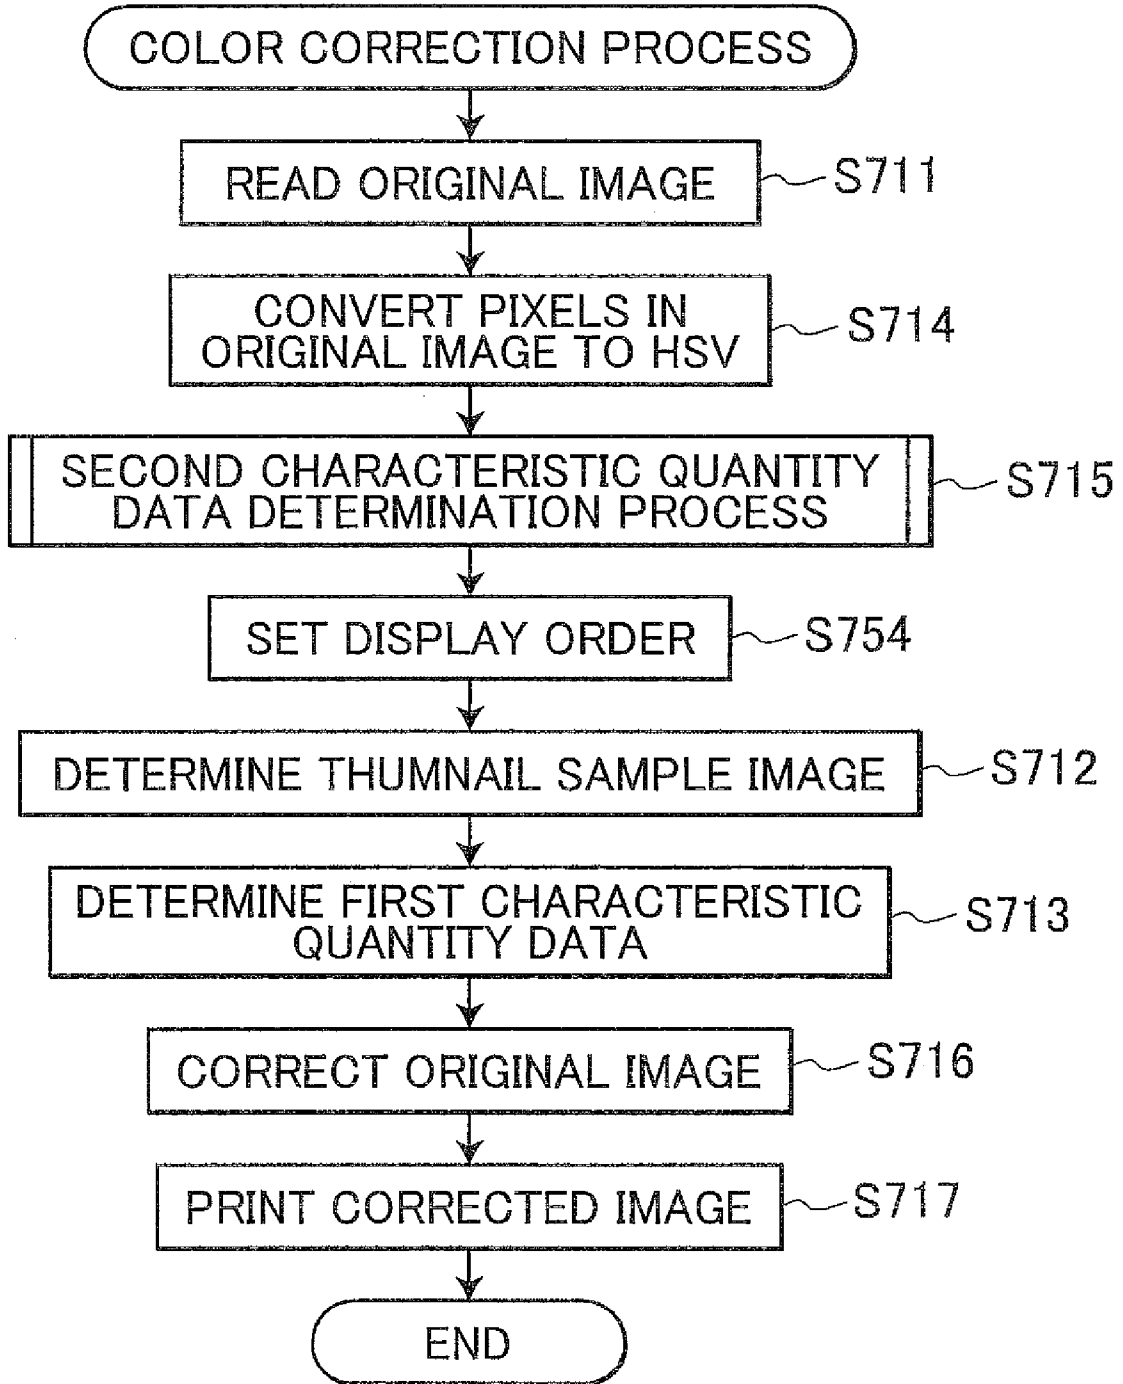 COLOR CORRECTION PROCESS
READ ORIGINAL IMAGE
S711
CONVERT PIXELS IN
ORIGINAL IMAGE TO HSV
S714
SECOND CHARACTERISTIC QUANTITY
DATA DETERMINATION PROCESS
S715
SET DISPLAY ORDER
S754
DETERMINE THUMNAIL SAMPLE IMAGE
S712
DETERMINE FIRST CHARACTERISTIC
QUANTITY DATA
S713
CORRECT ORIGINAL IMAGE
S716
PRINT CORRECTED IMAGE
S717
END